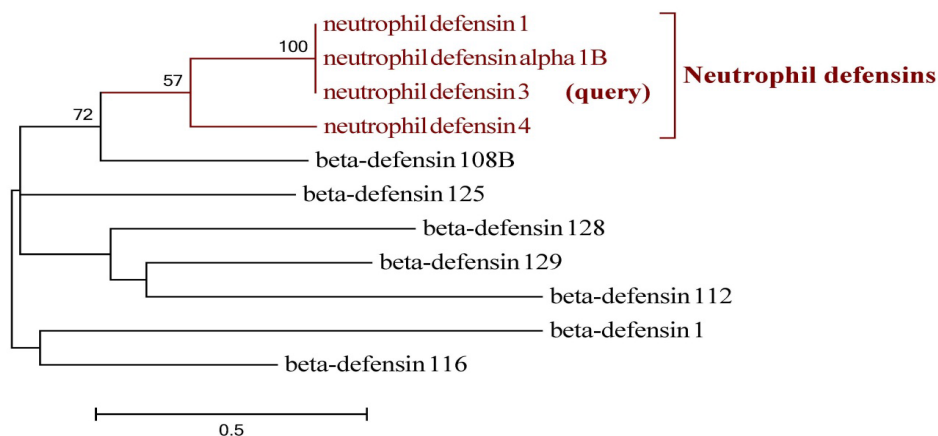 neutrophil defensin 1
100
neutrophil defensin alpha 1B
57
neutrophil defensin 3 (query)
Neutrophil defensins
72
neutrophil defensin 4
beta-defensin 108B
beta-defensin 125
beta-defensin 128
beta-defensin 129
beta-defensin 112
beta-defensin 1
beta-defensin 116
0.5